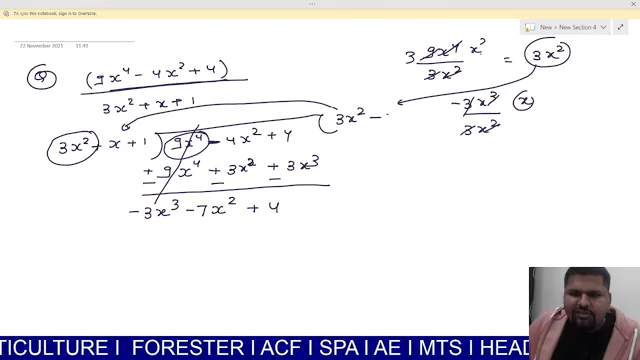 To sync this notebook, sign in to OneNote.
New Section 4
22 November 2021 11:41
Q (9x⁴ - 4x² + 4)
3x² + x + 1
3 9x⁴ x² = 3x²
3x²
-3x³ x
3x²
3x² - x + 1 ) 9x⁴ - 4x² + 4 ( 3x² -
+ 9x⁴ + 3x² + 3x³
- - -
-3x³ - 7x² + 4
TICULTURE I FORESTER I ACF I SPA I AE I MTS I HEAD